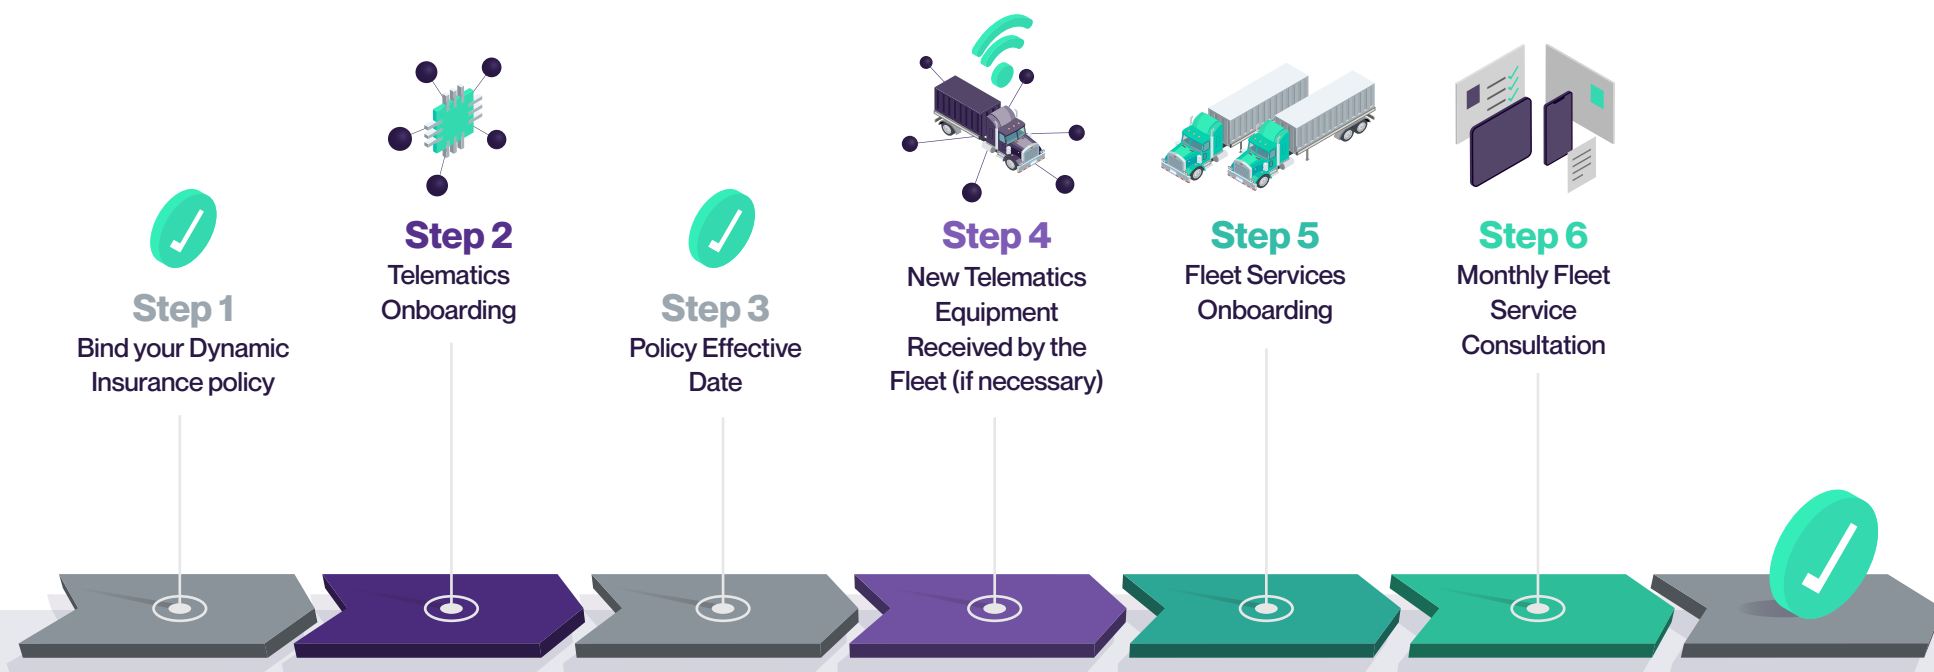 Step 1
Bind your Dynamic
Insurance policy
Step 2
Telematics
Onboarding
Step 3
Policy Effective
Date
Step 4
New Telematics
Equipment
Received by the
Fleet (if necessary)
Step 5
Fleet Services
Onboarding
Step 6
Monthly Fleet
Service
Consultation